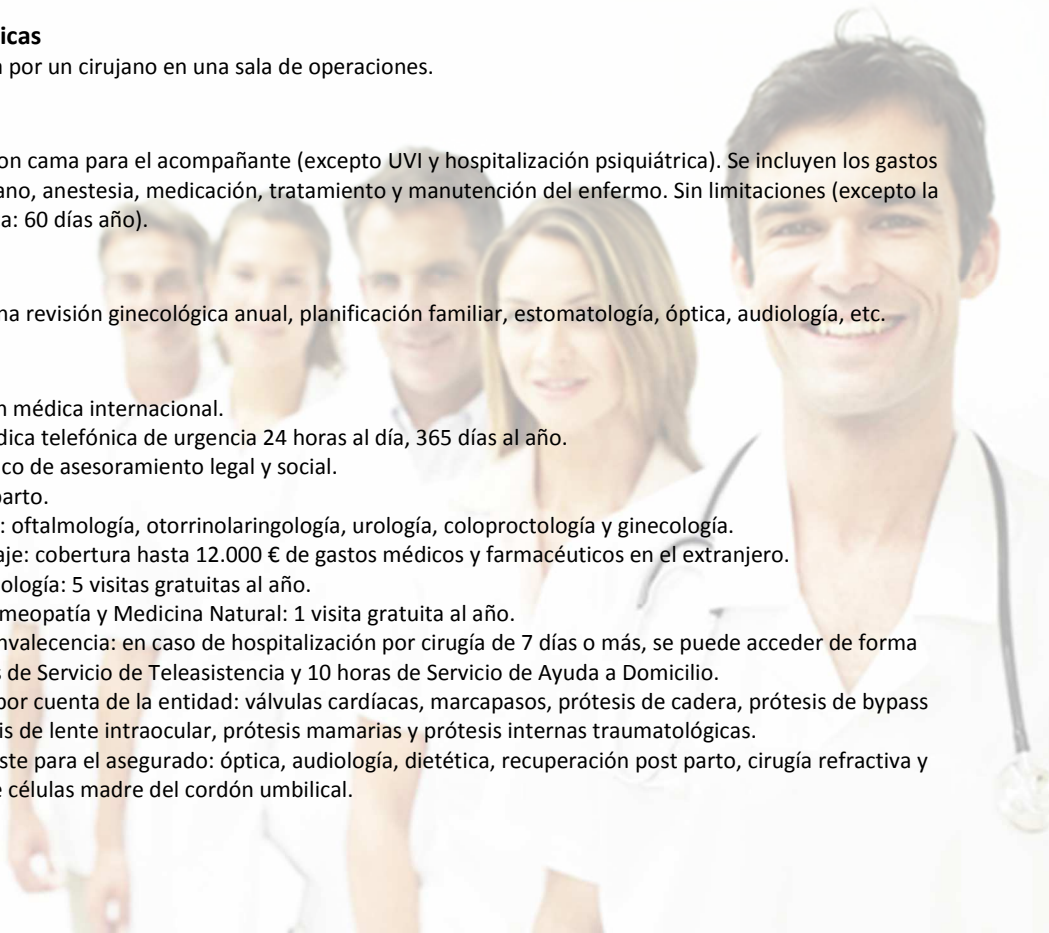 icas
por un cirujano en una sala de operaciones.
on cama para el acompañante (excepto UVI y hospitalización psiquiátrica). Se incluyen los gastos
ano, anestesia, medicación, tratamiento y manutención del enfermo. Sin limitaciones (excepto la
a: 60 días año).
na revisión ginecológica anual, planificación familiar, estomatología, óptica, audiología, etc.
n médica internacional.
dica telefónica de urgencia 24 horas al día, 365 días al año.
co de asesoramiento legal y social.
parto.
: oftalmología, otorrinolaringología, urología, coloproctología y ginecología.
aje: cobertura hasta 12.000 € de gastos médicos y farmacéuticos en el extranjero.
ología: 5 visitas gratuitas al año.
meopatía y Medicina Natural: 1 visita gratuita al año.
nvalecencia: en caso de hospitalización por cirugía de 7 días o más, se puede acceder de forma
s de Servicio de Teleasistencia y 10 horas de Servicio de Ayuda a Domicilio.
por cuenta de la entidad: válvulas cardíacas, marcapasos, prótesis de cadera, prótesis de bypass
is de lente intraocular, prótesis mamarias y prótesis internas traumatológicas.
ste para el asegurado: óptica, audiología, dietética, recuperación post parto, cirugía refractiva y
e células madre del cordón umbilical.